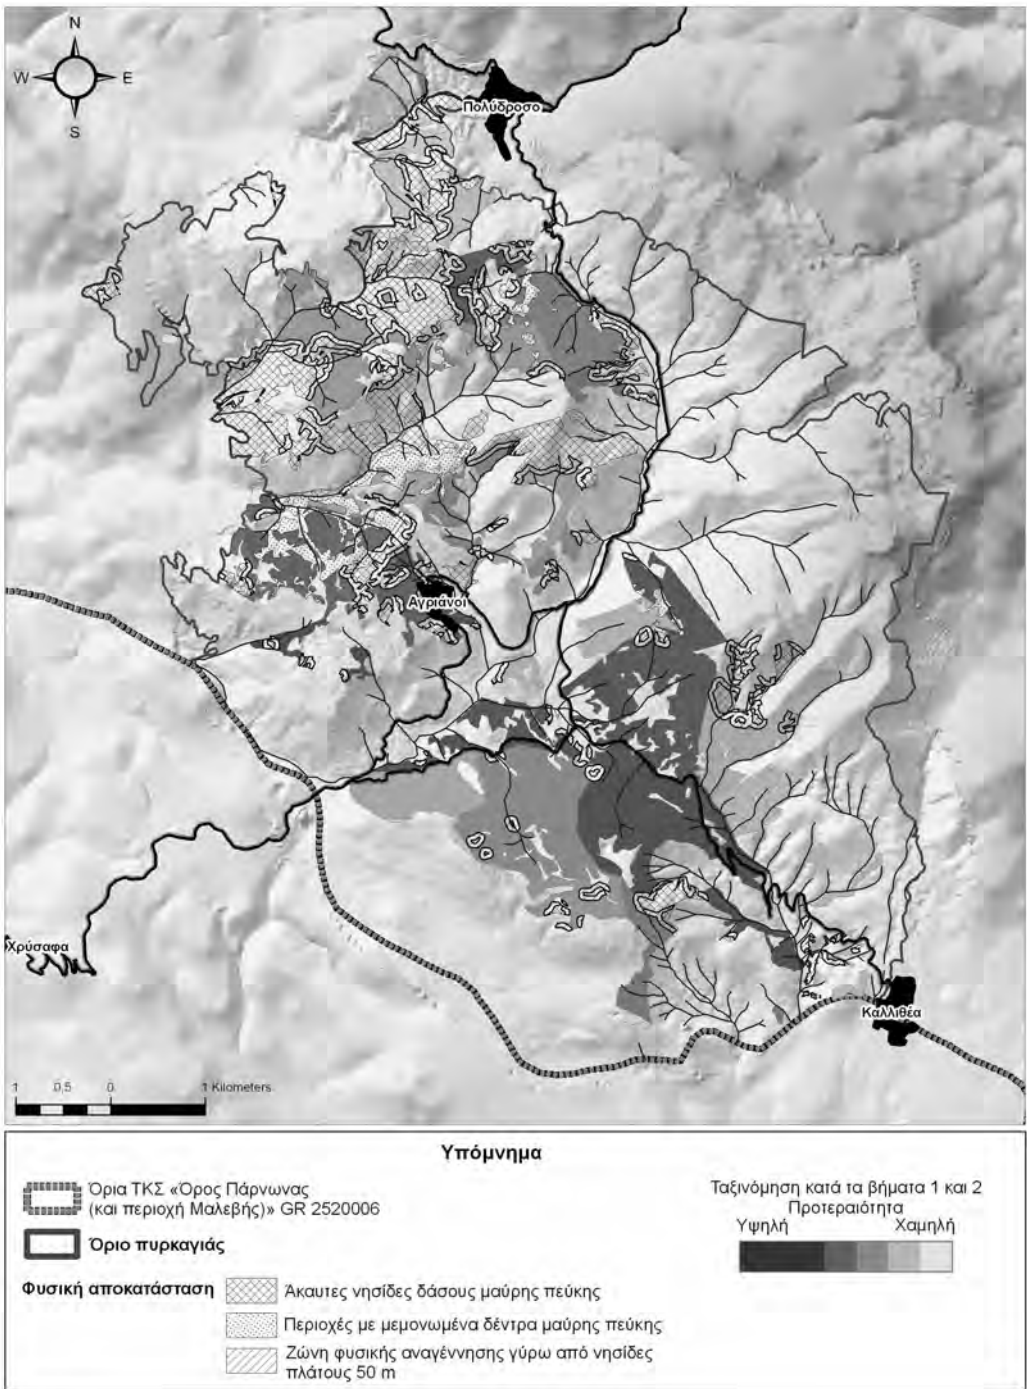 N
W E
S
Πολύδροσο
Αγριάνοι
Χρύσαφα
Καλλιθέα
1 0.5 0 1 Kilometers
Υπόμνημα
Όρια ΤΚΣ «Όρος Πάρνωνας
(και περιοχή Μαλεβής)» GR 2520006
Όριο πυρκαγιάς
Φυσική αποκατάσταση
Άκαυτες νησίδες δάσους μαύρης πεύκης
Περιοχές με μεμονωμένα δέντρα μαύρης πεύκης
Ζώνη φυσικής αναγέννησης γύρω από νησίδες
πλάτους 50 m
Ταξινόμηση κατά τα βήματα 1 και 2
Προτεραιότητα
Υψηλή Χαμηλή